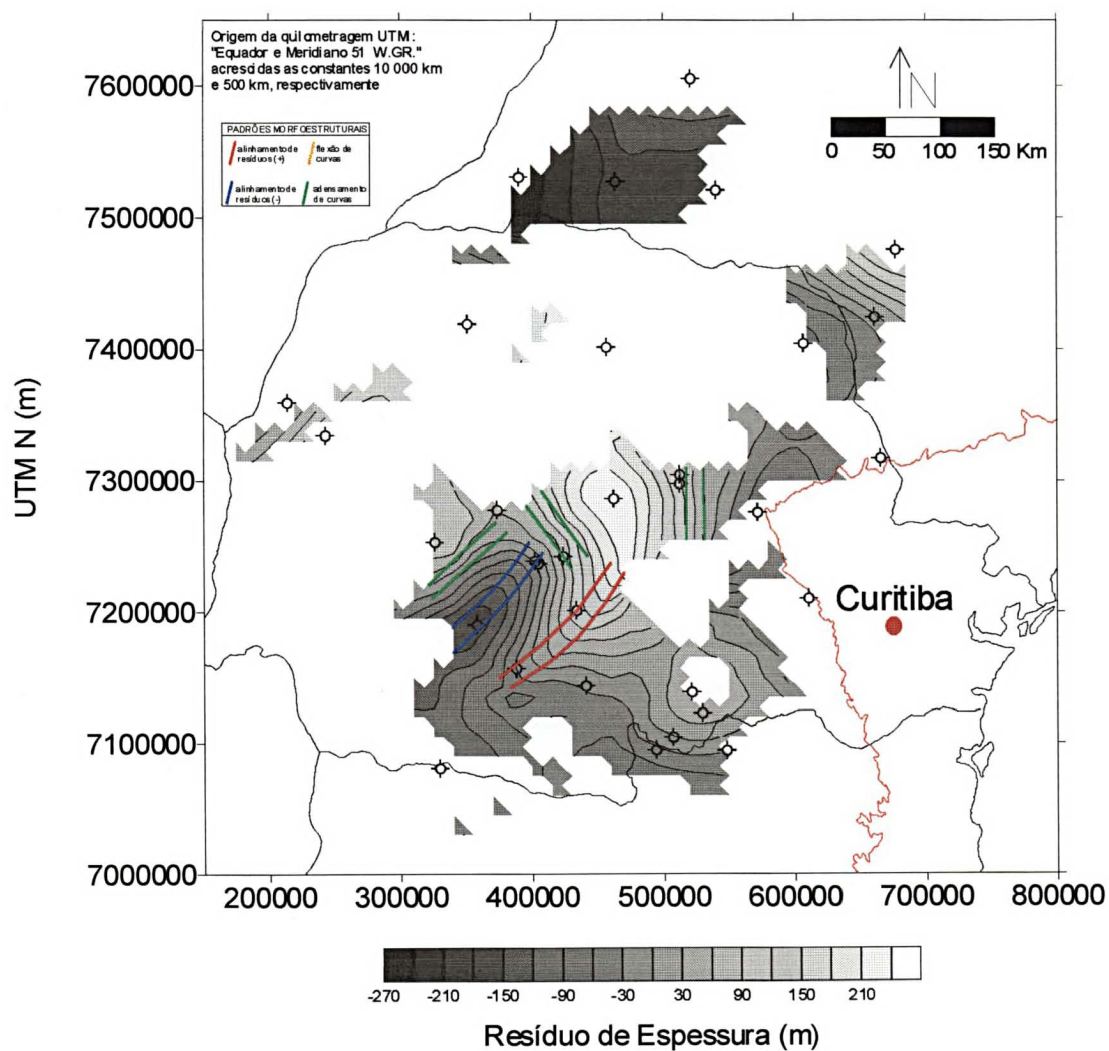 Origem da quilometragem UTM:
"Equador e Meridiano 51 W.GR."
acrescidas as constantes 10 000 km
e 500 km, respectivamente
PADRÕES MORFOESTRUTURAIS
alinhamento de
resíduos (+)
flexão de
curvas
alinhamento de
resíduos (-)
adensamento
de curvas
N
0 50 100 150 Km
UTM N (m)
7600000
7500000
7400000
7300000
7200000
7100000
7000000
Curitiba
200000 300000 400000 500000 600000 700000 800000
-270 -210 -150 -90 -30 30 90 150 210
Resíduo de Espessura (m)